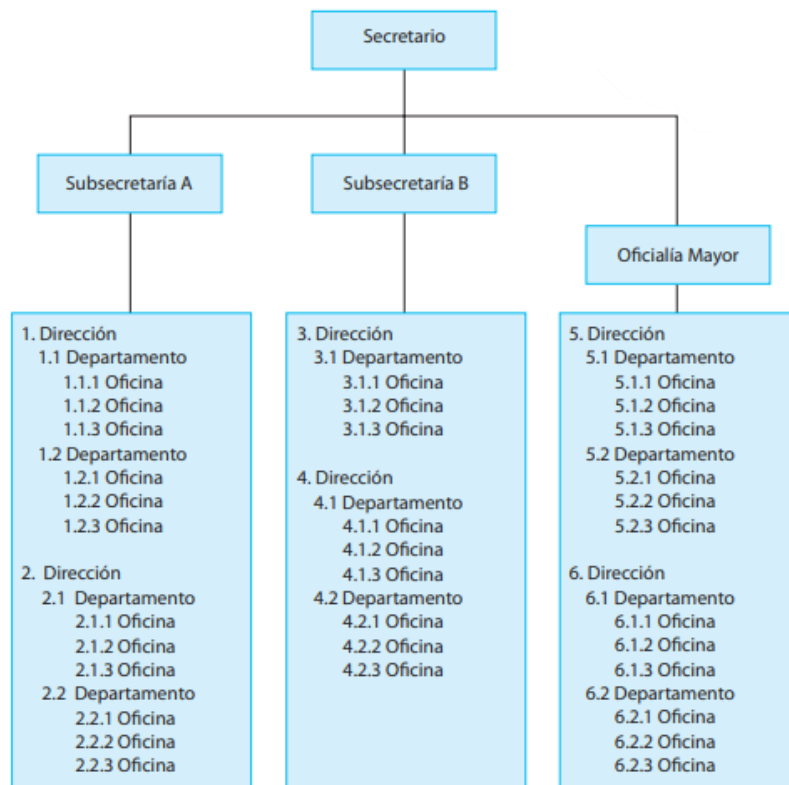 Secretario
Subsecretaría A
Subsecretaría B
Oficialía Mayor
1. Dirección
1.1 Departamento
1.1.1 Oficina
1.1.2 Oficina
1.1.3 Oficina
1.2 Departamento
1.2.1 Oficina
1.2.2 Oficina
1.2.3 Oficina
2. Dirección
2.1 Departamento
2.1.1 Oficina
2.1.2 Oficina
2.1.3 Oficina
2.2 Departamento
2.2.1 Oficina
2.2.2 Oficina
2.2.3 Oficina
3. Dirección
3.1 Departamento
3.1.1 Oficina
3.1.2 Oficina
3.1.3 Oficina
4. Dirección
4.1 Departamento
4.1.1 Oficina
4.1.2 Oficina
4.1.3 Oficina
4.2 Departamento
4.2.1 Oficina
4.2.2 Oficina
4.2.3 Oficina
5. Dirección
5.1 Departamento
5.1.1 Oficina
5.1.2 Oficina
5.1.3 Oficina
5.2 Departamento
5.2.1 Oficina
5.2.2 Oficina
5.2.3 Oficina
6. Dirección
6.1 Departamento
6.1.1 Oficina
6.1.2 Oficina
6.1.3 Oficina
6.2 Departamento
6.2.1 Oficina
6.2.2 Oficina
6.2.3 Oficina